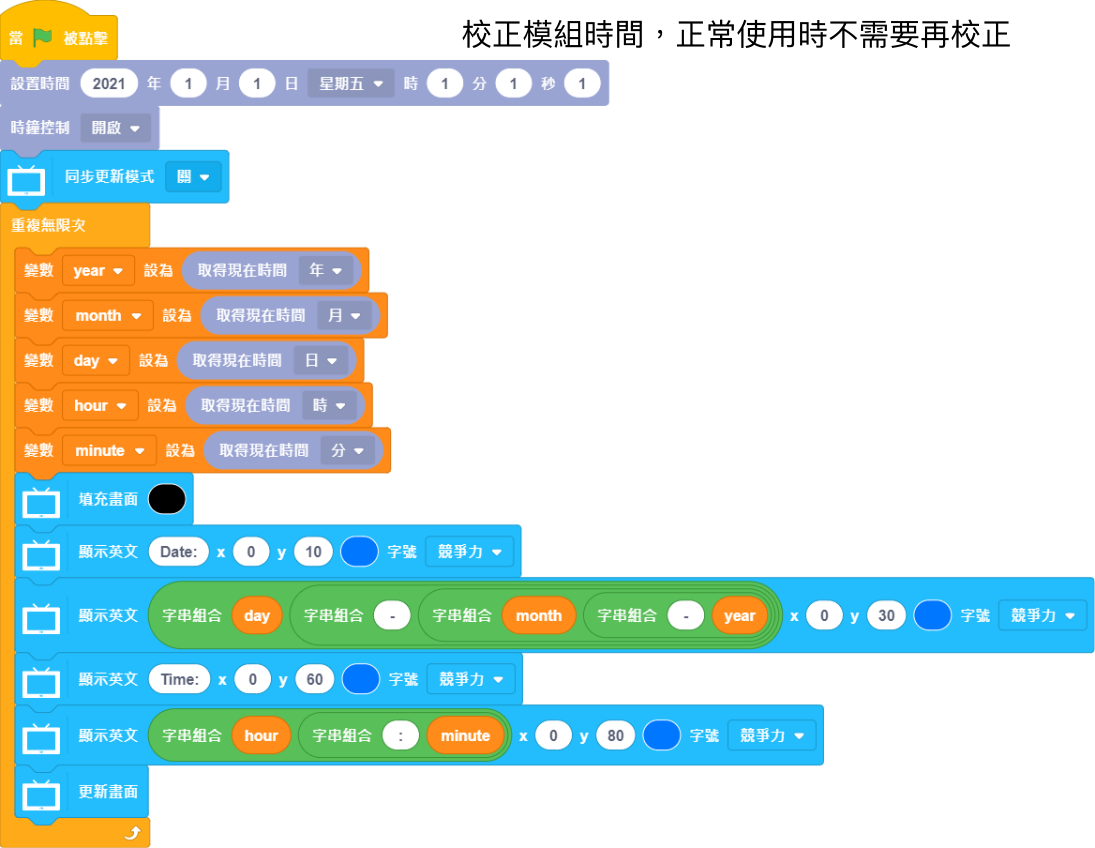 校正模組時間，正常使用時不需要再校正
當 被點擊
設置時間 2021 年 1 月 1 日 星期五 時 1 分 1 秒 1
時鐘控制 開啟
同步更新模式 關
重複無限次
變數 year 設為 取得現在時間 年
變數 month 設為 取得現在時間 月
變數 day 設為 取得現在時間 日
變數 hour 設為 取得現在時間 時
變數 minute 設為 取得現在時間 分
填充畫面
顯示英文 Date: x 0 y 10 字號 競爭力
顯示英文 字串組合 day 字串組合 - 字串組合 month 字串組合 - year x 0 y 30 字號 競爭力
顯示英文 Time: x 0 y 60 字號 競爭力
顯示英文 字串組合 hour 字串組合 : minute x 0 y 80 字號 競爭力
更新畫面